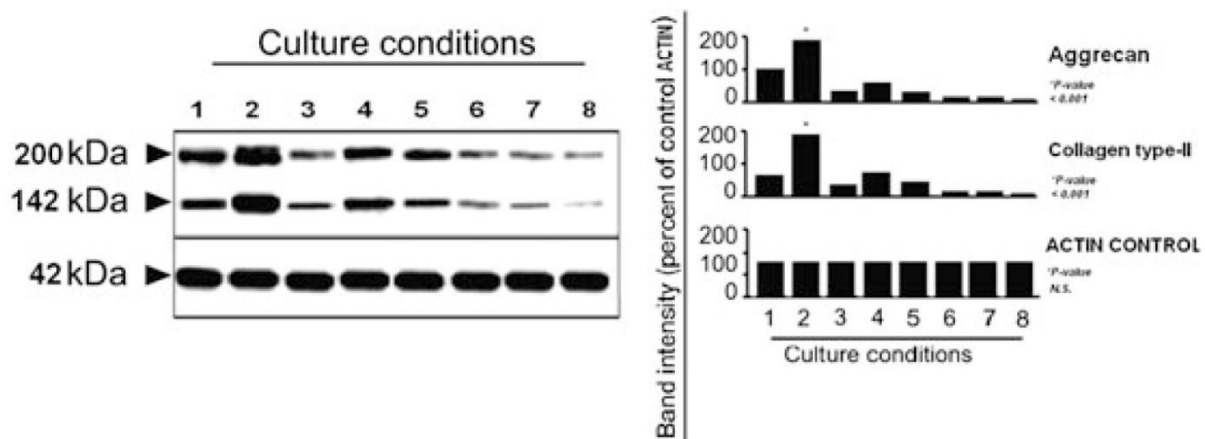 Culture conditions
1 2 3 4 5 6 7 8
200 kDa
142 kDa
42 kDa
Band intensity (percent of control ACTIN)
200
100
0
*
Aggrecan
*P-value
< 0.001
200
100
0
*
Collagen type-II
*P-value
< 0.001
200
100
0
ACTIN CONTROL
*P-value
N.S.
1 2 3 4 5 6 7 8
Culture conditions